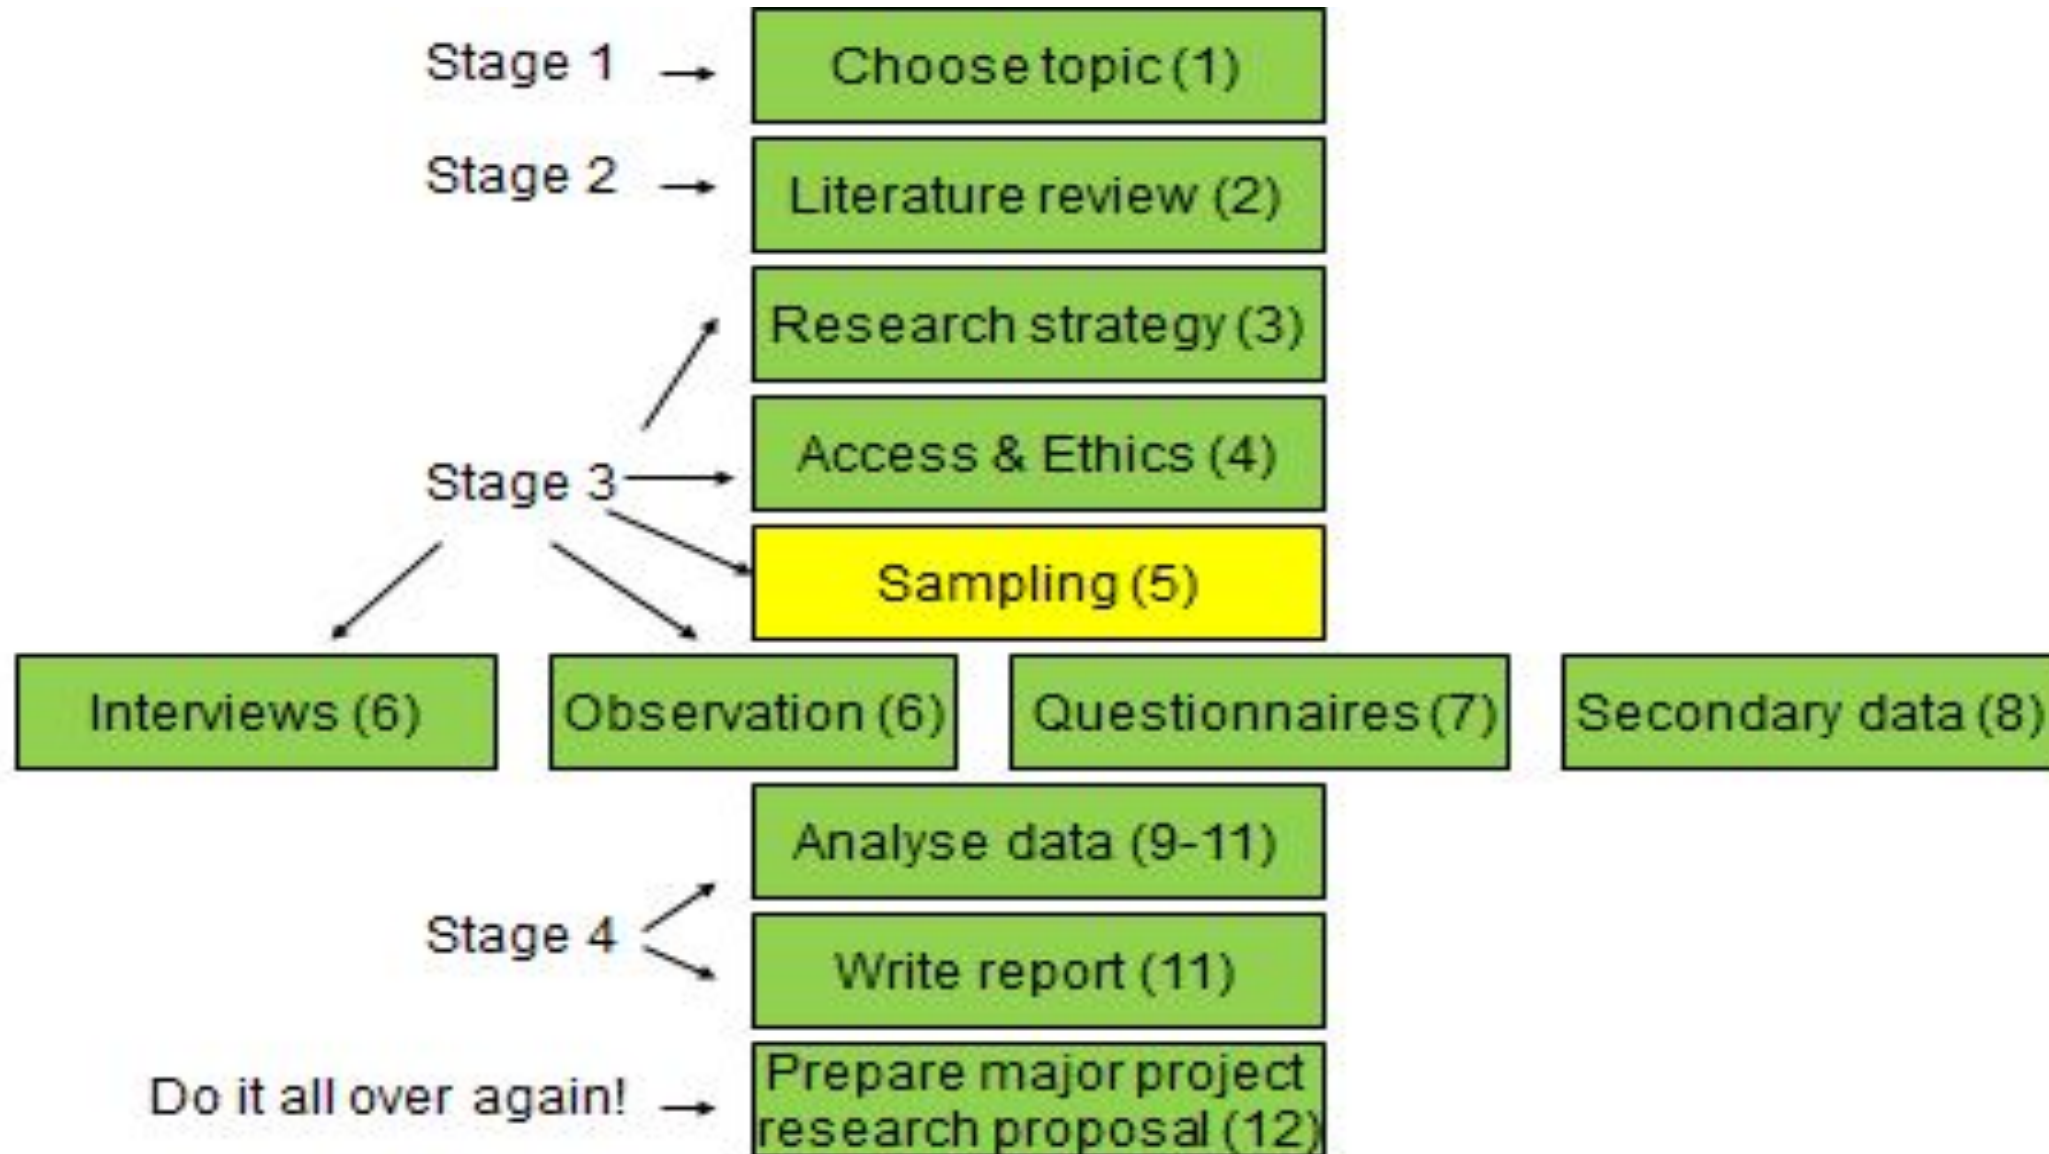 Stage 1
Choose topic (1)
Stage 2
Literature review (2)
Research strategy (3)
Access & Ethics (4)
Stage 3
Sampling (5)
Interviews (6)
Observation (6)
Questionnaires (7)
Secondary data (8)
Analyse data (9-11)
Stage 4
Write report (11)
Do it all over again!
Prepare major project
research proposal (12)